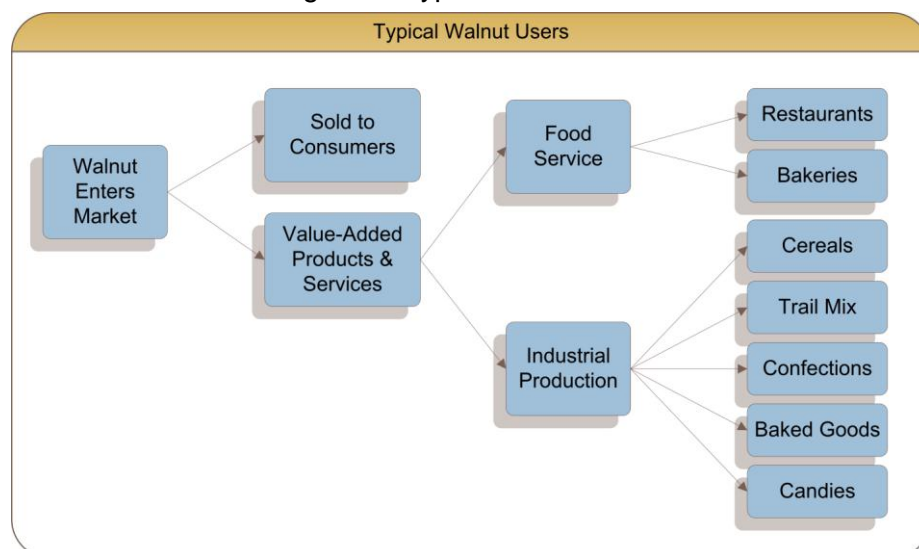 Typical Walnut Users
Walnut
Enters
Market
Sold to
Consumers
Value-Added
Products &
Services
Food
Service
Industrial
Production
Restaurants
Bakeries
Cereals
Trail Mix
Confections
Baked Goods
Candies